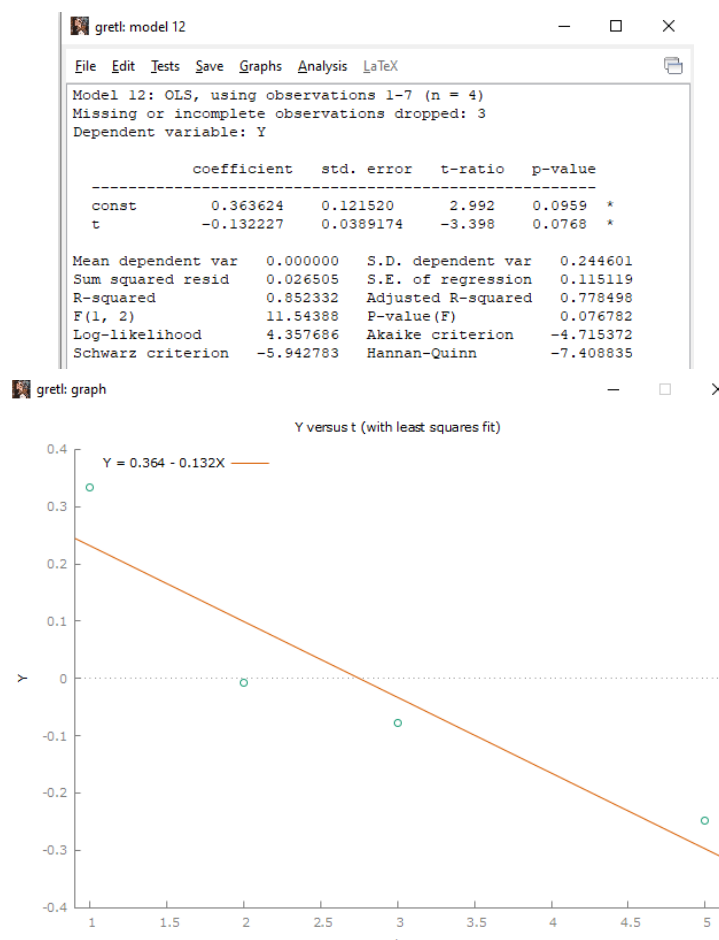 gretl: model 12
File Edit Tests Save Graphs Analysis LaTeX
Model 12: OLS, using observations 1-7 (n = 4)
Missing or incomplete observations dropped: 3
Dependent variable: Y
coefficient std. error t-ratio p-value
---------------------------------------------------------
const 0.363624 0.121520 2.992 0.0959 *
t -0.132227 0.0389174 -3.398 0.0768 *
Mean dependent var 0.000000 S.D. dependent var 0.244601
Sum squared resid 0.026505 S.E. of regression 0.115119
R-squared 0.852332 Adjusted R-squared 0.778498
F(1, 2) 11.54388 P-value(F) 0.076782
Log-likelihood 4.357686 Akaike criterion -4.715372
Schwarz criterion -5.942783 Hannan-Quinn -7.408835
gretl: graph
Y versus t (with least squares fit)
Y = 0.364 - 0.132X
0.4
0.3
0.2
0.1
0
-0.1
-0.2
-0.3
-0.4
Y
1 1.5 2 2.5 3 3.5 4 4.5 5